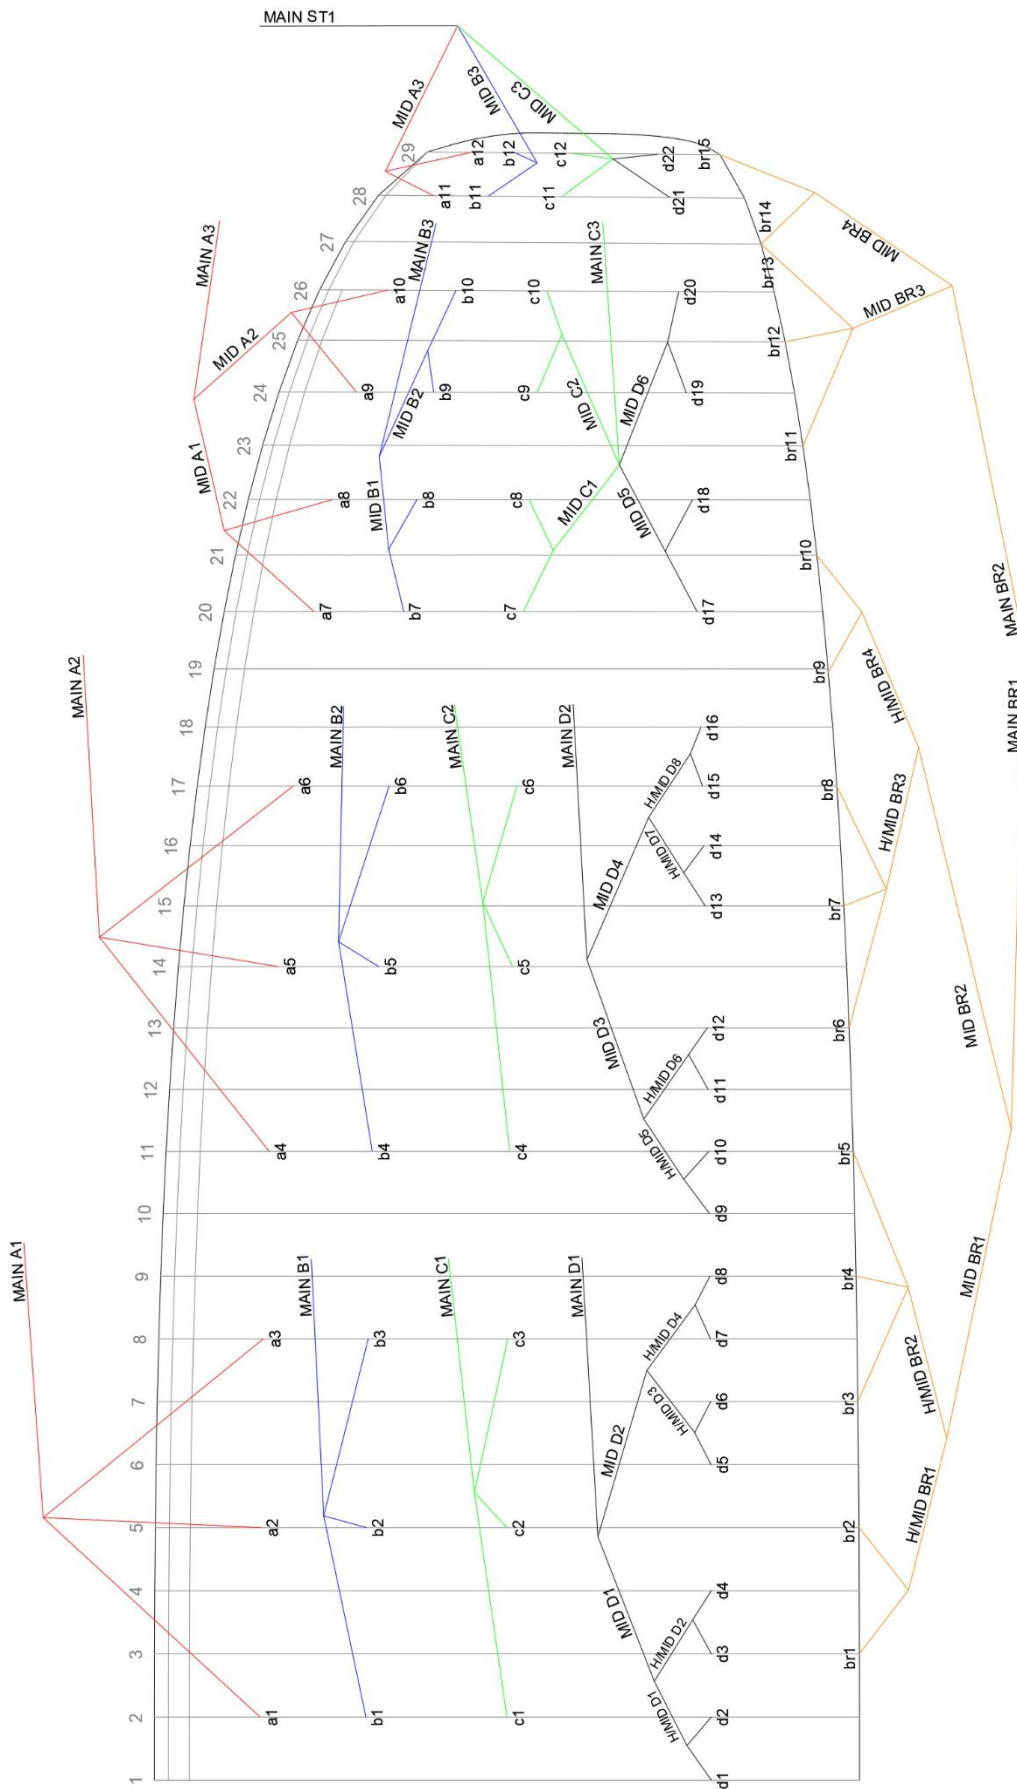 MAIN ST1
MID A3
MID B3
MID C3
29
a12
b12
c12
d22
br15
28
a11
b11
c11
d21
br14
MID BR4
27
MAIN A3
MAIN B3
MAIN C3
br13
MID BR3
26
a10
b10
c10
d20
25
MID A2
br12
24
a9
MID B2
b9
c9
MID C2
MID D6
d19
23
br11
22
MID A1
a8
MID B1
b8
c8
MID C1
MID D5
d18
21
br10
20
a7
b7
c7
d17
MAIN BR2
19
br9
H/MID BR4
MAIN BR1
MAIN A2
18
MAIN B2
MAIN C2
MAIN D2
d16
17
a6
b6
c6
H/MID D8
d15
br8
H/MID BR3
16
H/MID D7
d14
15
MID D4
d13
br7
14
a5
b5
c5
13
MID D3
d12
br6
MID BR2
12
H/MID D6
d11
11
a4
b4
c4
H/MID D5
d10
br5
10
d9
MAIN A1
9
MAIN B1
MAIN C1
MAIN D1
d8
br4
MID BR1
8
a3
b3
c3
H/MID D4
d7
7
H/MID D3
d6
br3
H/MID BR2
6
MID D2
d5
5
a2
b2
c2
br2
H/MID BR1
4
MID D1
d4
3
H/MID D2
d3
br1
2
a1
b1
c1
H/MID D1
d2
1
d1